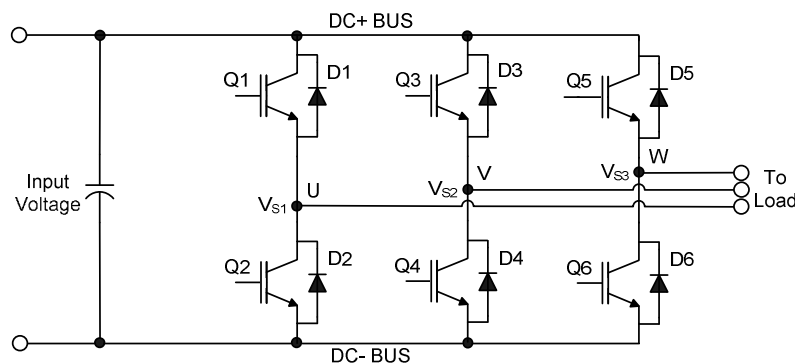 DC+ BUS
Q1
D1
Q3
D3
Q5
D5
Input
Voltage
VS1
U
VS2
V
VS3
W
To
Load
Q2
D2
Q4
D4
Q6
D6
DC- BUS